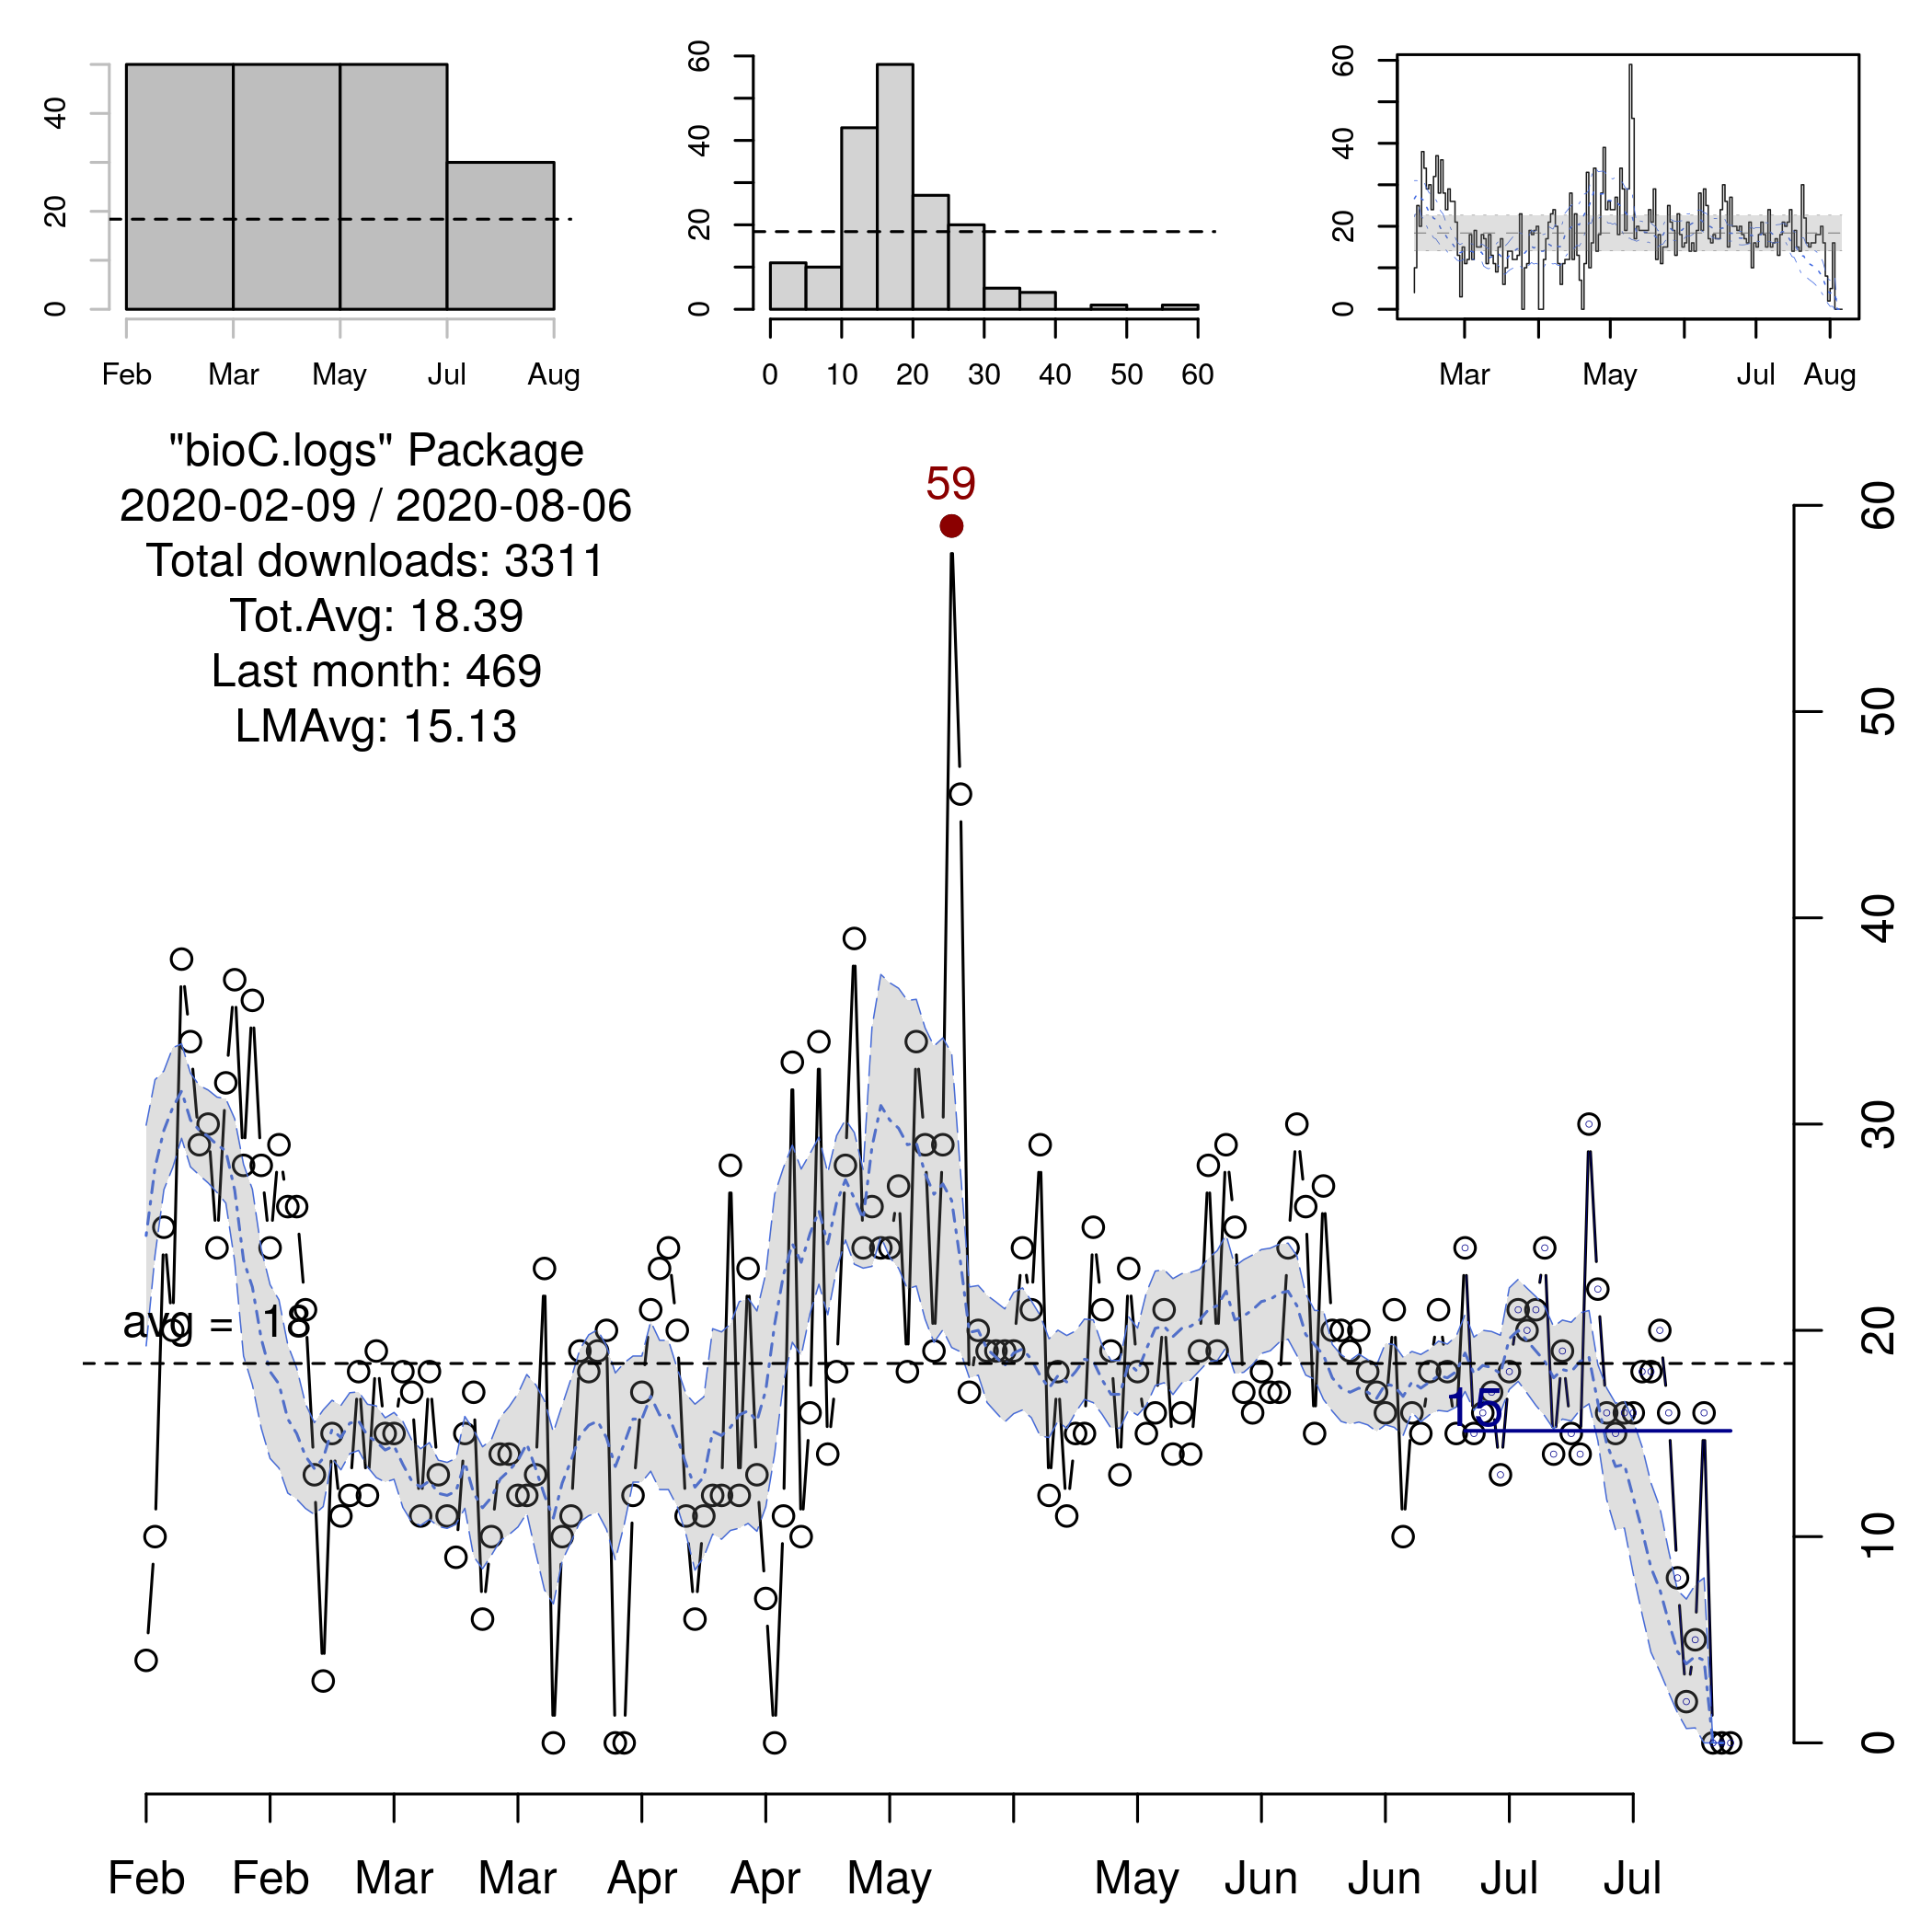 40
20
0
Feb Mar May Jul Aug
60
40
20
0
0 10 20 30 40 50 60
60
40
20
0
Mar May Jul Aug
"bioC.logs" Package
2020-02-09 / 2020-08-06
Total downloads: 3311
Tot.Avg: 18.39
Last month: 469
LMAvg: 15.13
59
avg = 18
15
60
50
40
30
20
10
0
Feb Feb Mar Mar Apr Apr May May Jun Jun Jul Jul